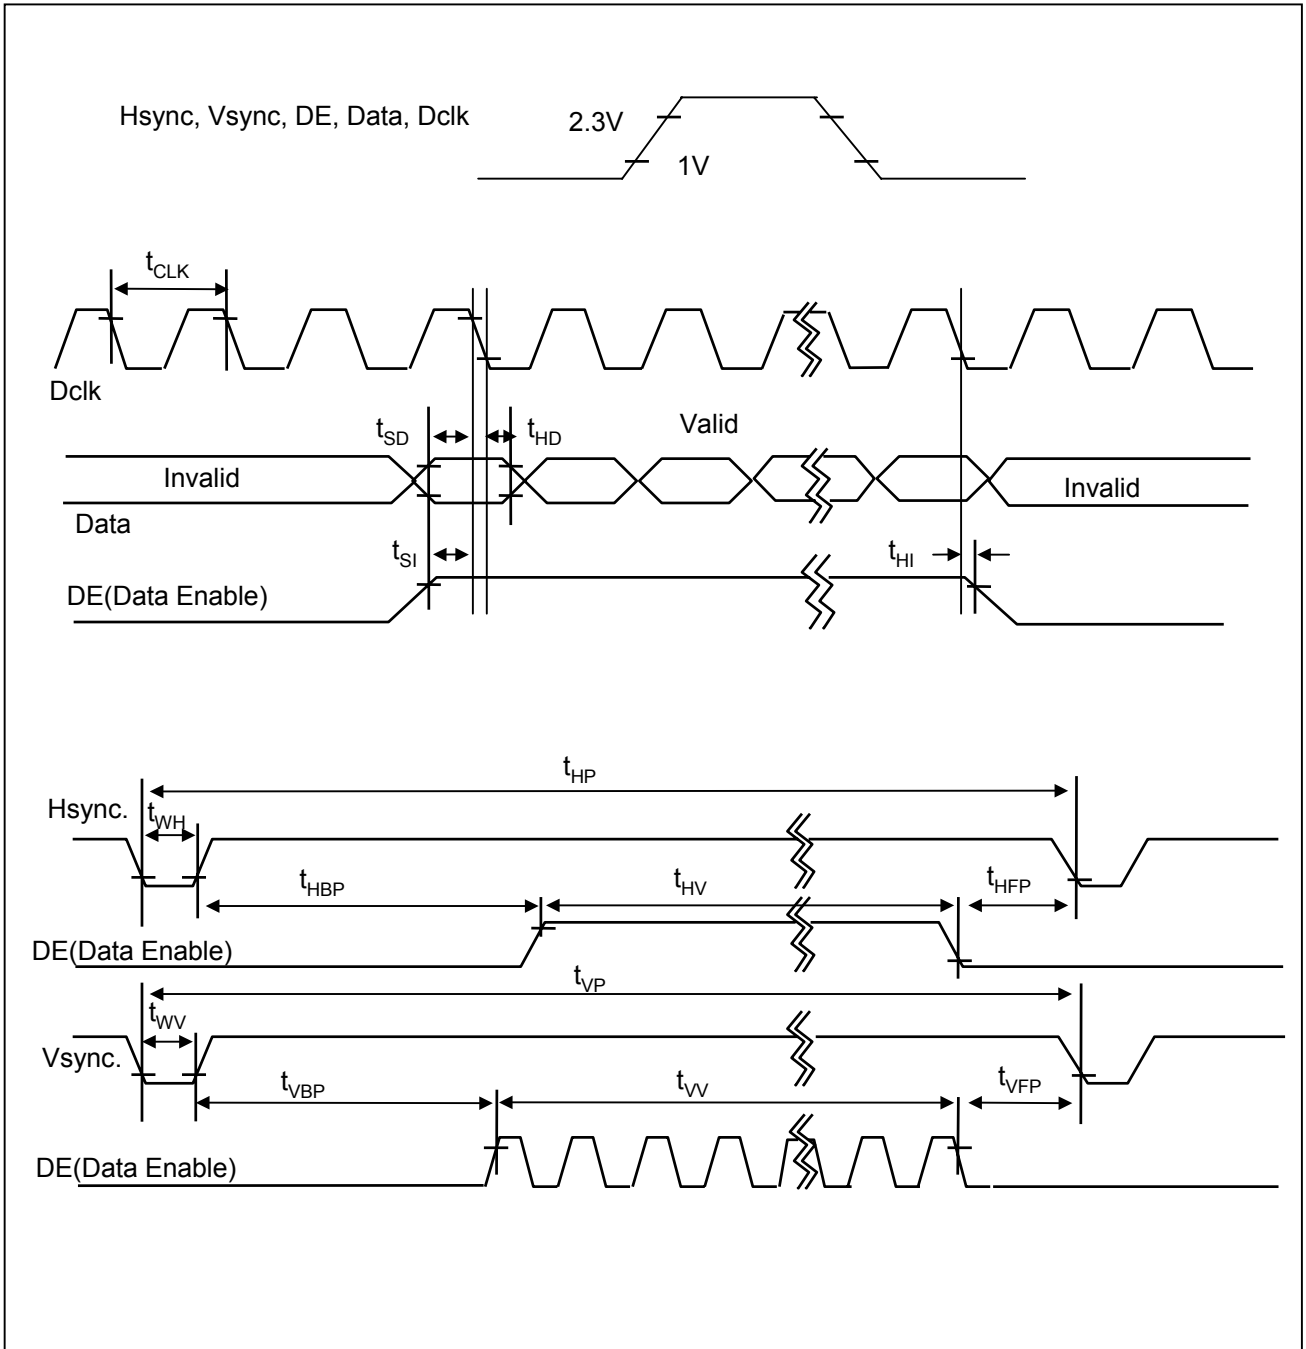 Hsync, Vsync, DE, Data, Dclk
2.3V
1V
tCLK
Dclk
tSD
tHD
Valid
Invalid
Invalid
Data
tSI
tHI
DE(Data Enable)
tHP
Hsync.
tWH
tHBP
tHV
tHFP
DE(Data Enable)
tVP
tWV
Vsync.
tVBP
tVV
tVFP
DE(Data Enable)